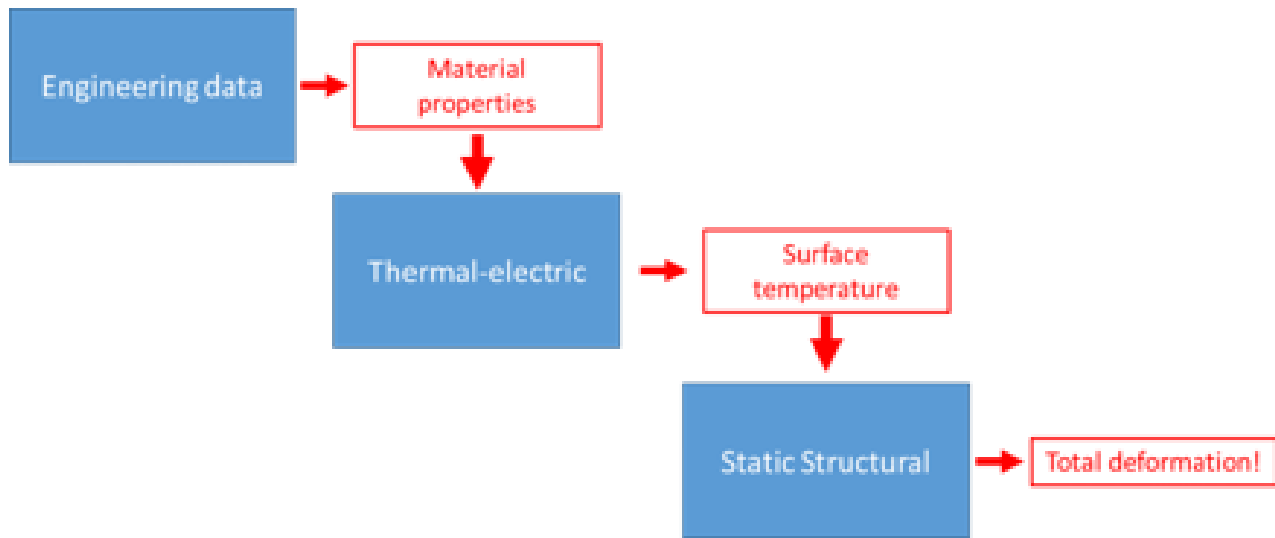 Engineering data
Material
properties
Thermal-electric
Surface
temperature
Static Structural
Total deformation!